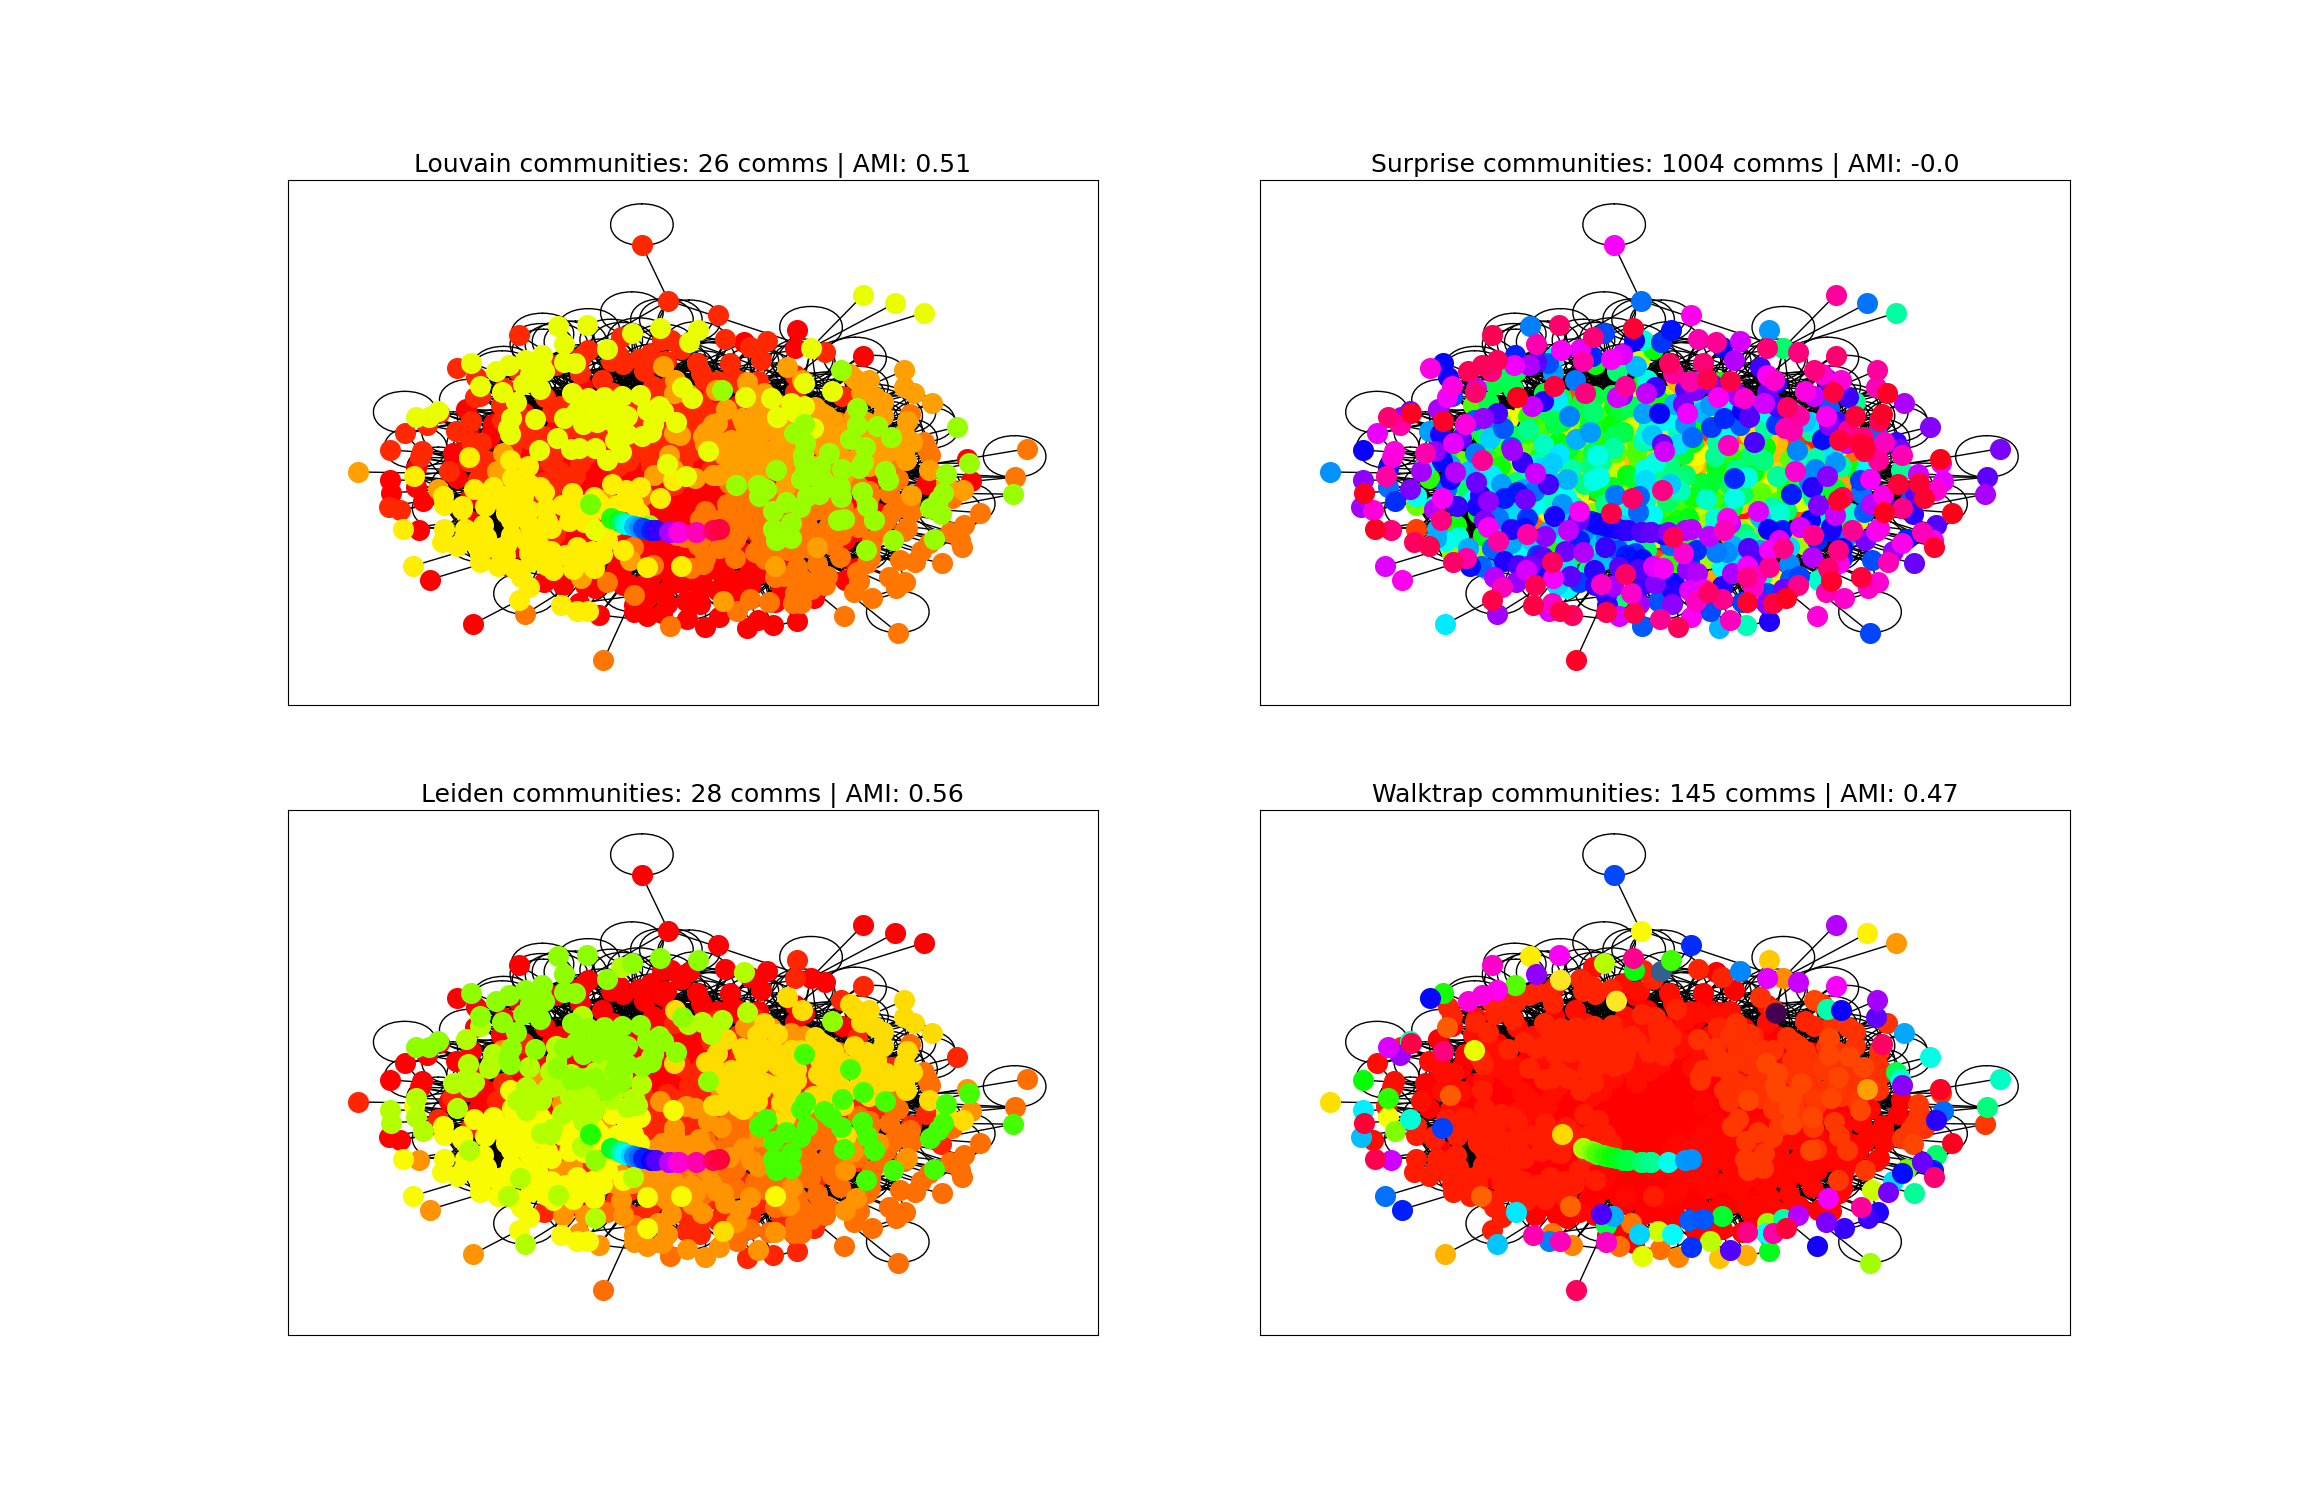 Louvain communities: 26 comms | AMI: 0.51
Surprise communities: 1004 comms | AMI: -0.0
Leiden communities: 28 comms | AMI: 0.56
Walktrap communities: 145 comms | AMI: 0.47